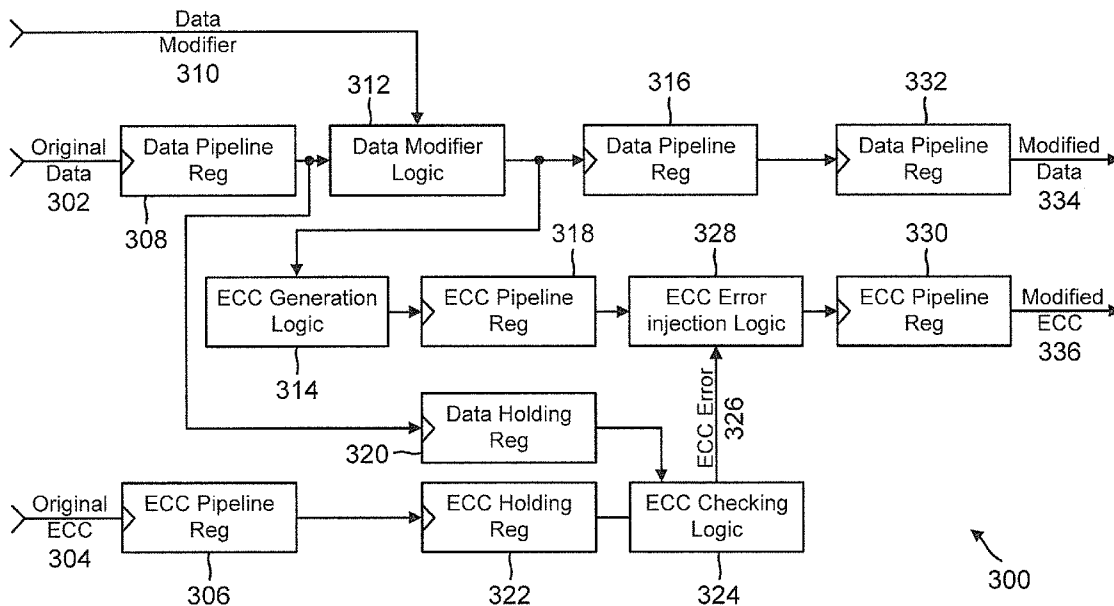 Data
Modifier
310
312
316
332
Original
Data
302
Data Pipeline
Reg
Data Modifier
Logic
Data Pipeline
Reg
Data Pipeline
Reg
Modified
Data
334
308
318
328
330
ECC Generation
Logic
ECC Pipeline
Reg
ECC Error
injection Logic
ECC Pipeline
Reg
Modified
ECC
336
314
Data Holding
Reg
320
ECC Error
326
Original
ECC
304
ECC Pipeline
Reg
ECC Holding
Reg
ECC Checking
Logic
306
322
324
300